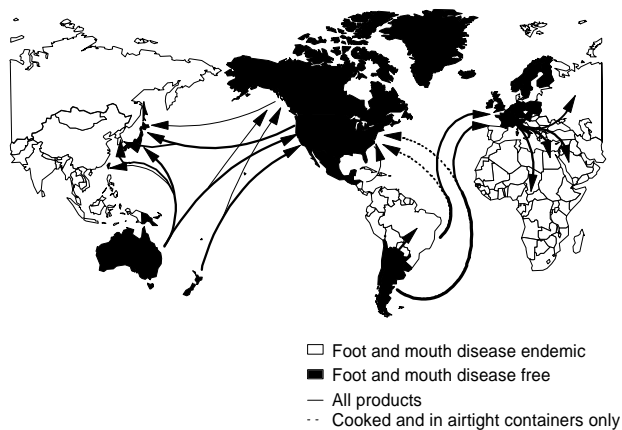 Foot and mouth disease endemic
Foot and mouth disease free
All products
Cooked and in airtight containers only